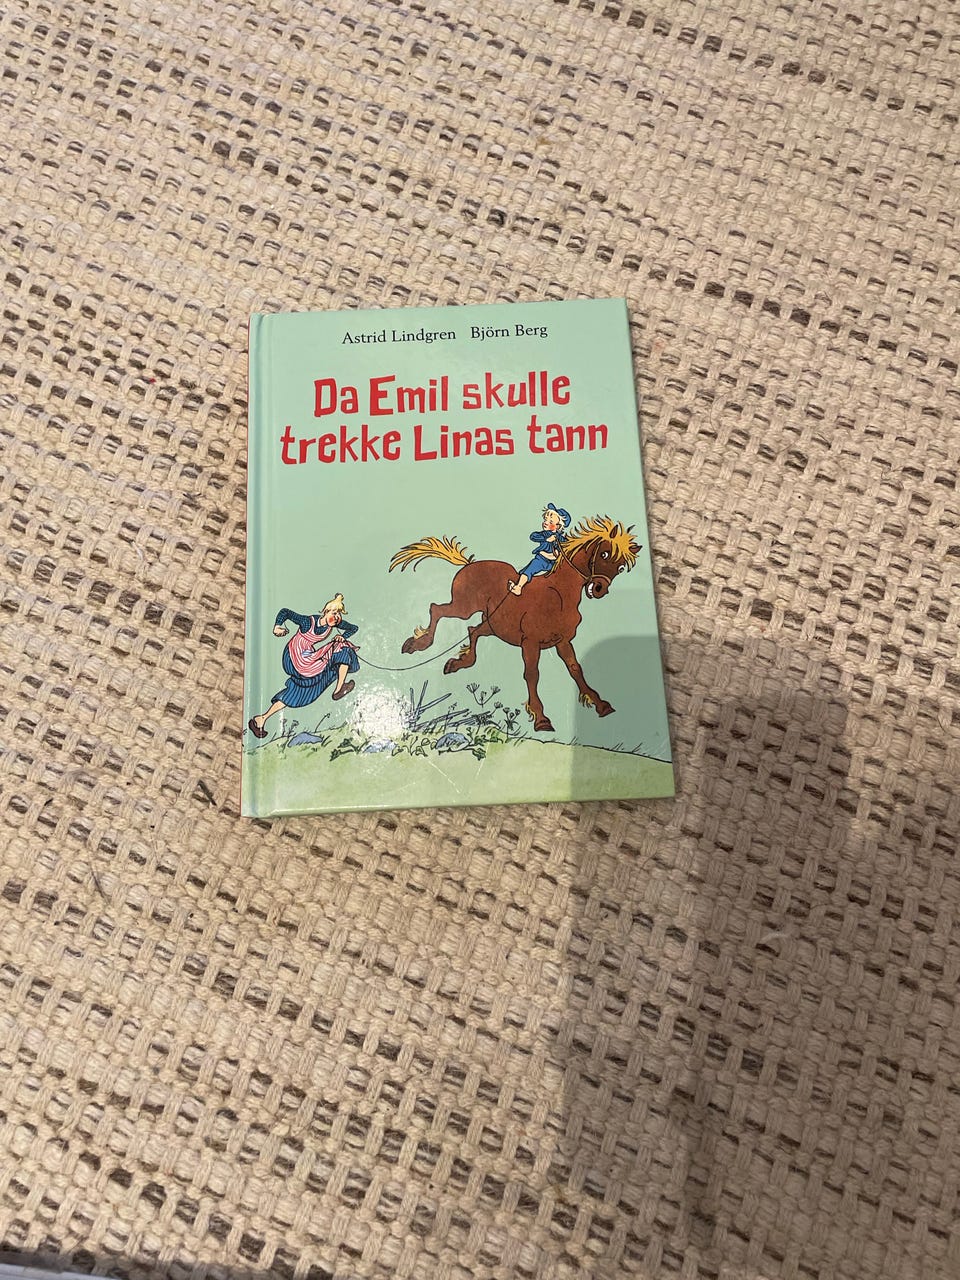 Astrid Lindgren Björn Berg
Da Emil skulle
trekke Linas tann